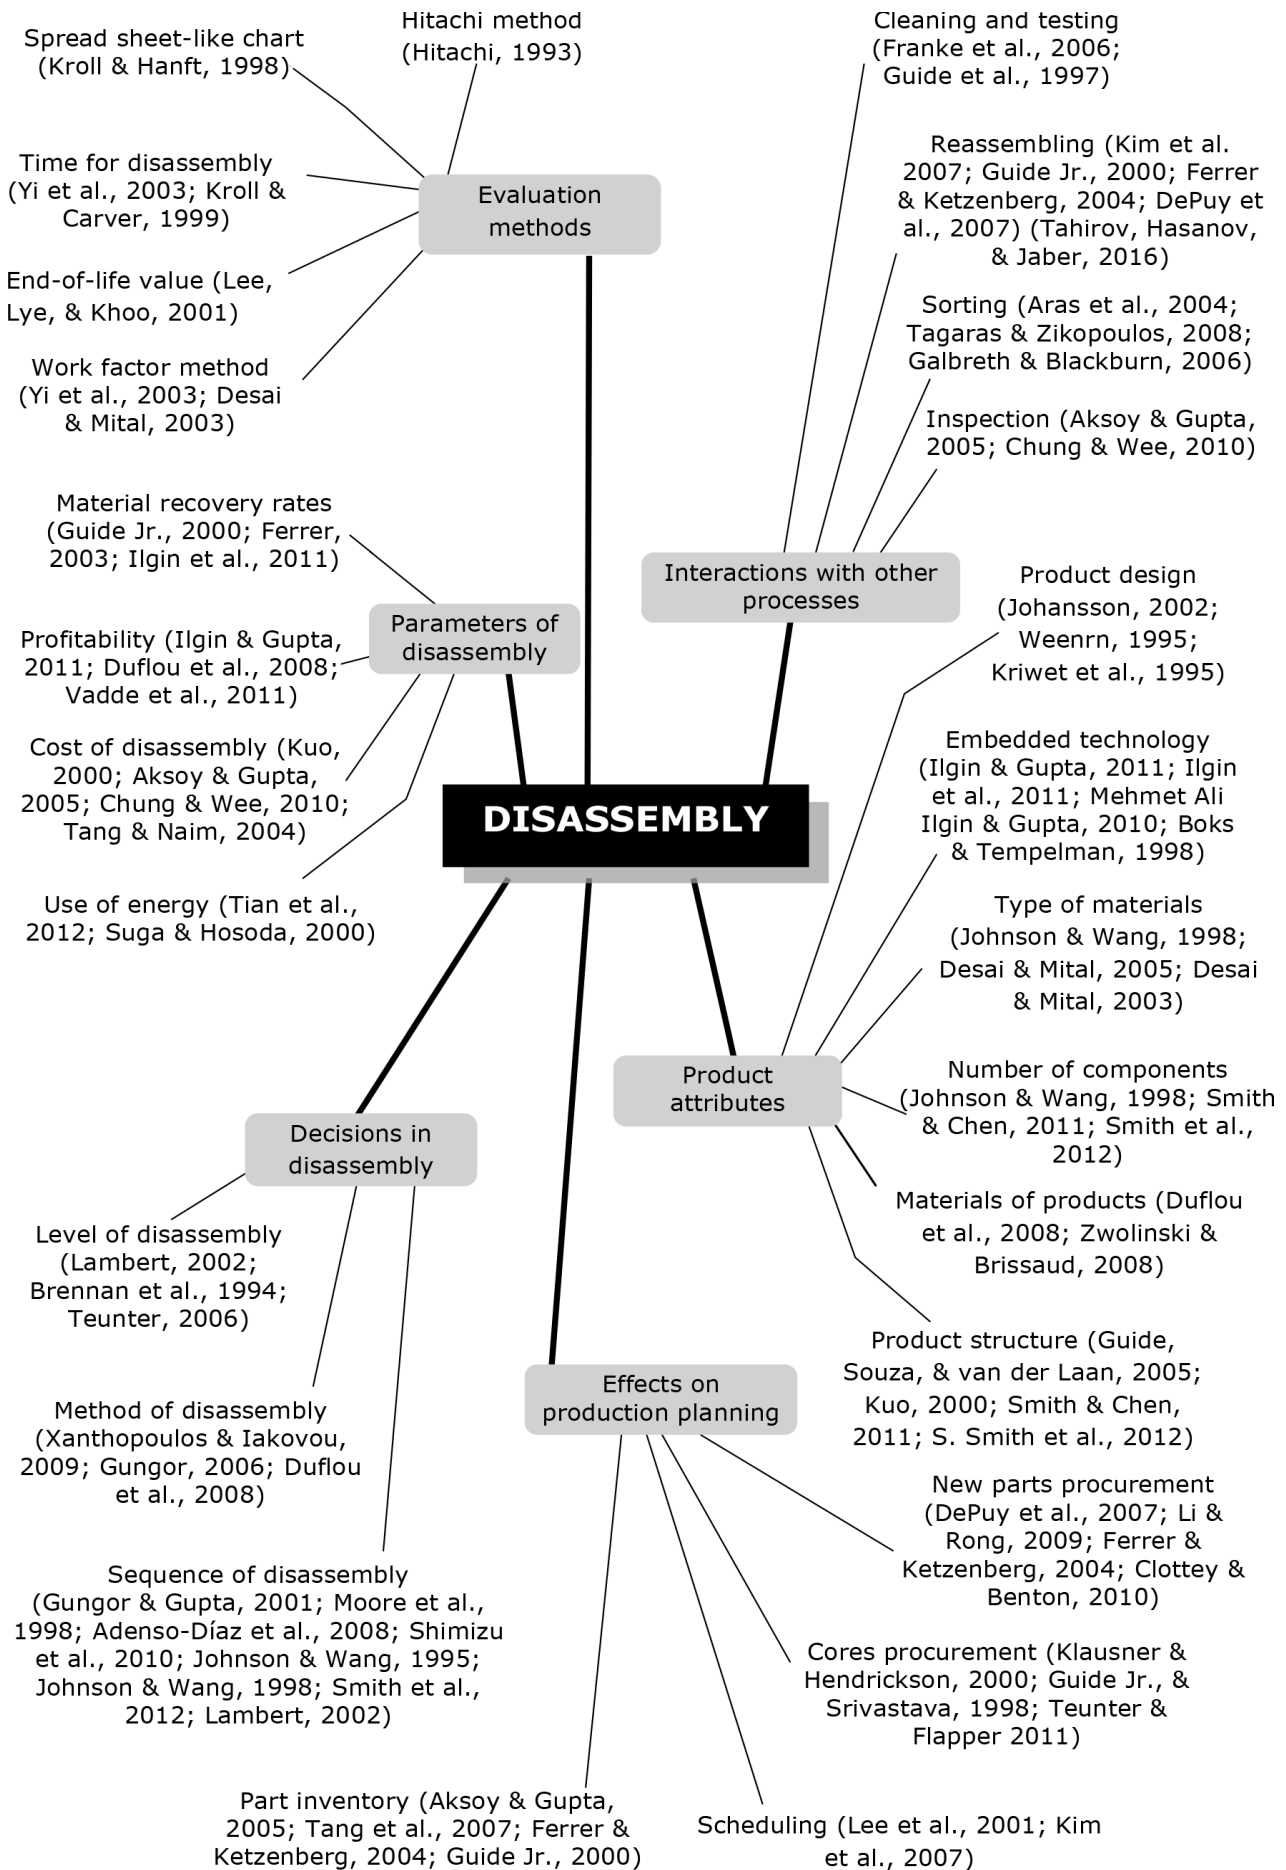 Spread sheet-like chart
(Kroll & Hanft, 1998)
Hitachi method
(Hitachi, 1993)
Time for disassembly
(Yi et al., 2003; Kroll &
Carver, 1999)
Evaluation
methods
End-of-life value (Lee,
Lye, & Khoo, 2001)
Work factor method
(Yi et al., 2003; Desai
& Mital, 2003)
Cleaning and testing
(Franke et al., 2006;
Guide et al., 1997)
Reassembling (Kim et al.
2007; Guide Jr., 2000; Ferrer
& Ketzenberg, 2004; DePuy et
al., 2007) (Tahirov, Hasanov,
& Jaber, 2016)
Sorting (Aras et al., 2004;
Tagaras & Zikopoulos, 2008;
Galbreth & Blackburn, 2006)
Inspection (Aksoy & Gupta,
2005; Chung & Wee, 2010)
Interactions with other
processes
Material recovery rates
(Guide Jr., 2000; Ferrer,
2003; Ilgin et al., 2011)
Parameters of
disassembly
Profitability (Ilgin & Gupta,
2011; Duflou et al., 2008;
Vadde et al., 2011)
Cost of disassembly (Kuo,
2000; Aksoy & Gupta,
2005; Chung & Wee, 2010;
Tang & Naim, 2004)
Use of energy (Tian et al.,
2012; Suga & Hosoda, 2000)
DISASSEMBLY
Product design
(Johansson, 2002;
Weenrn, 1995;
Kriwet et al., 1995)
Embedded technology
(Ilgin & Gupta, 2011; Ilgin
et al., 2011; Mehmet Ali
Ilgin & Gupta, 2010; Boks
& Tempelman, 1998)
Type of materials
(Johnson & Wang, 1998;
Desai & Mital, 2005; Desai
& Mital, 2003)
Product
attributes
Number of components
(Johnson & Wang, 1998; Smith
& Chen, 2011; Smith et al.,
2012)
Materials of products (Duflou
et al., 2008; Zwolinski &
Brissaud, 2008)
Product structure (Guide,
Souza, & van der Laan, 2005;
Kuo, 2000; Smith & Chen,
2011; S. Smith et al., 2012)
Decisions in
disassembly
Level of disassembly
(Lambert, 2002;
Brennan et al., 1994;
Teunter, 2006)
Method of disassembly
(Xanthopoulos & Iakovou,
2009; Gungor, 2006; Duflou
et al., 2008)
Sequence of disassembly
(Gungor & Gupta, 2001; Moore et al.,
1998; Adenso-Díaz et al., 2008; Shimizu
et al., 2010; Johnson & Wang, 1995;
Johnson & Wang, 1998; Smith et al.,
2012; Lambert, 2002)
Effects on
production planning
New parts procurement
(DePuy et al., 2007; Li &
Rong, 2009; Ferrer &
Ketzenberg, 2004; Clottey &
Benton, 2010)
Cores procurement (Klausner &
Hendrickson, 2000; Guide Jr., &
Srivastava, 1998; Teunter &
Flapper 2011)
Part inventory (Aksoy & Gupta,
2005; Tang et al., 2007; Ferrer &
Ketzenberg, 2004; Guide Jr., 2000)
Scheduling (Lee et al., 2001; Kim
et al., 2007)